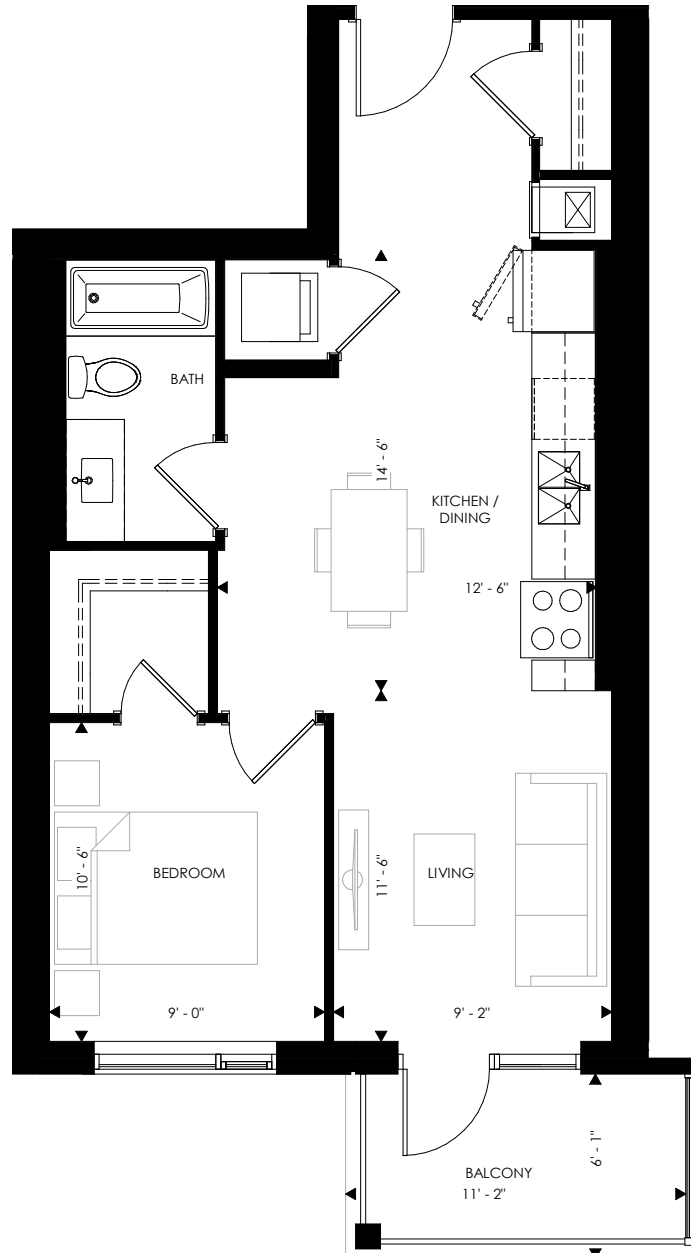 BATH
14' - 6"
KITCHEN /
DINING
12' - 6"
10' - 6"
BEDROOM
11' - 6"
LIVING
9' - 0"
9' - 2"
6' - 1"
BALCONY
11' - 2"